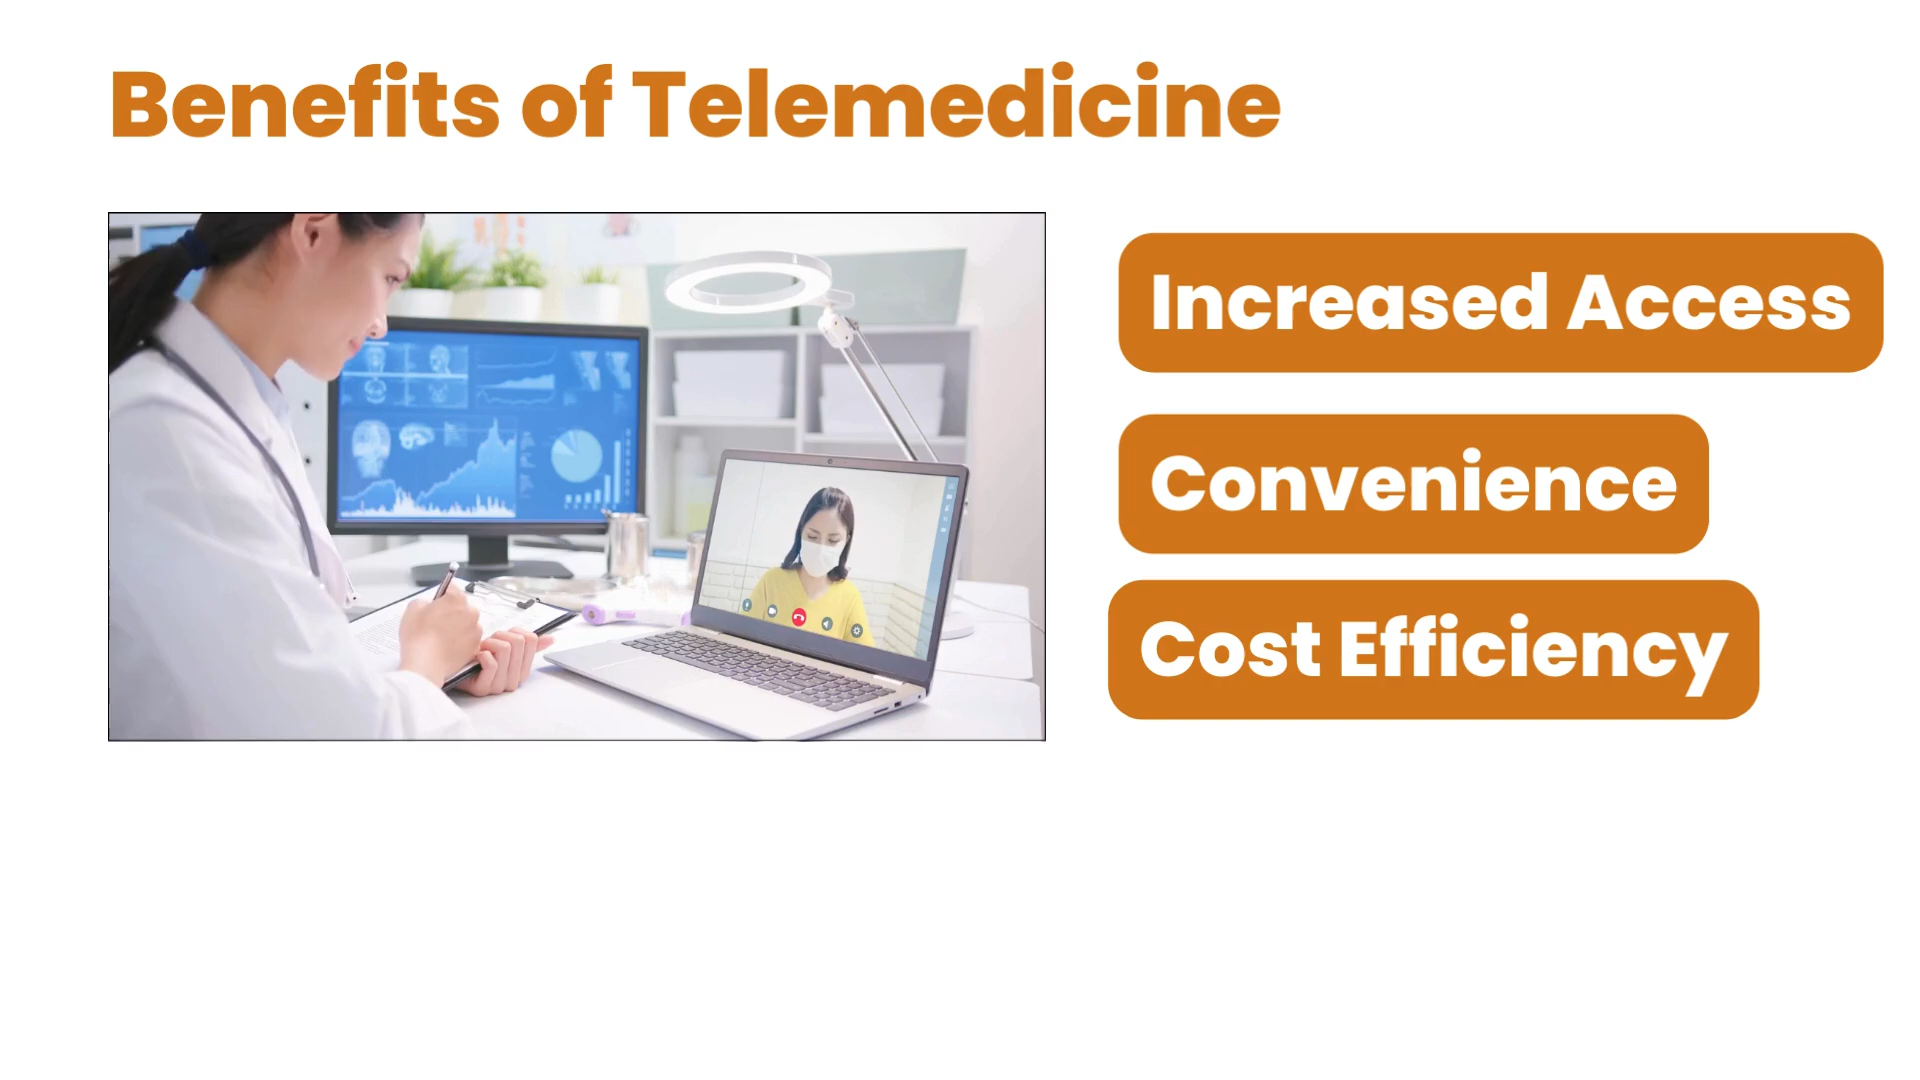 Benefits of Telemedicine
Increased Access
Convenience
Cost Efficiency